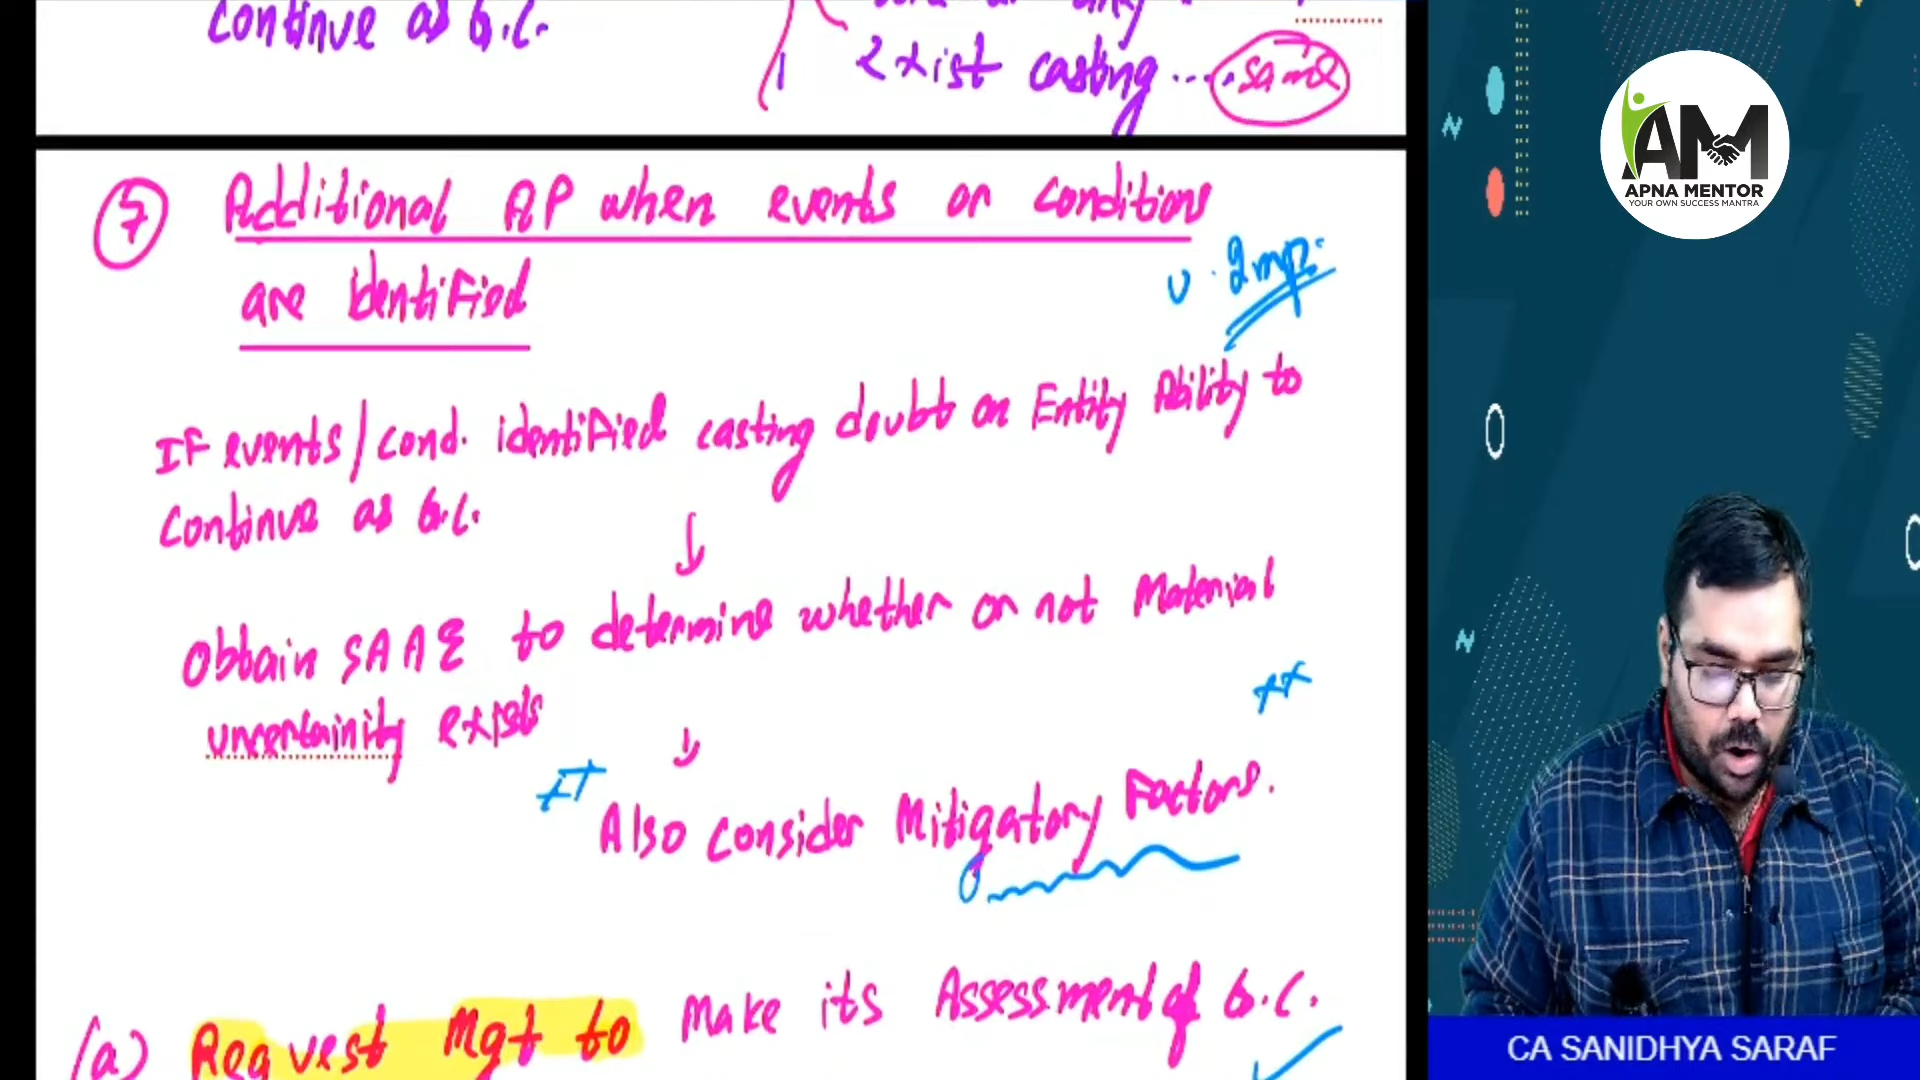 continue as G.C.
exist casting .... same
7 Additional AP when events or conditions
are identified
v. Imp:
If events/cond. identified casting doubt on Entity Ability to
continue as G.C.
Obtain SAAE to determine whether or not Material
uncertainity exists
Also consider Mitigatory Factors.
(a) Request Mgt to make its Assessment of G.C.
AM
APNA MENTOR
YOUR OWN SUCCESS MANTRA
CA SANIDHYA SARAF